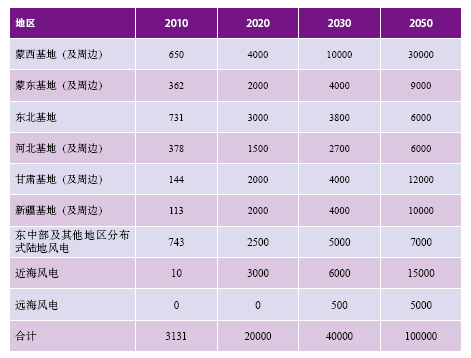 地区 2010 2020 2030 2050
蒙西基地（及周边） 650 4000 10000 30000
蒙东基地（及周边） 362 2000 4000 9000
东北基地 731 3000 3800 6000
河北基地（及周边） 378 1500 2700 6000
甘肃基地（及周边） 144 2000 4000 12000
新疆基地（及周边） 113 2000 4000 10000
东中部及其他地区分布
式陆地风电 743 2500 5000 7000
近海风电 10 3000 6000 15000
远海风电 0 0 500 5000
合计 3131 20000 40000 100000